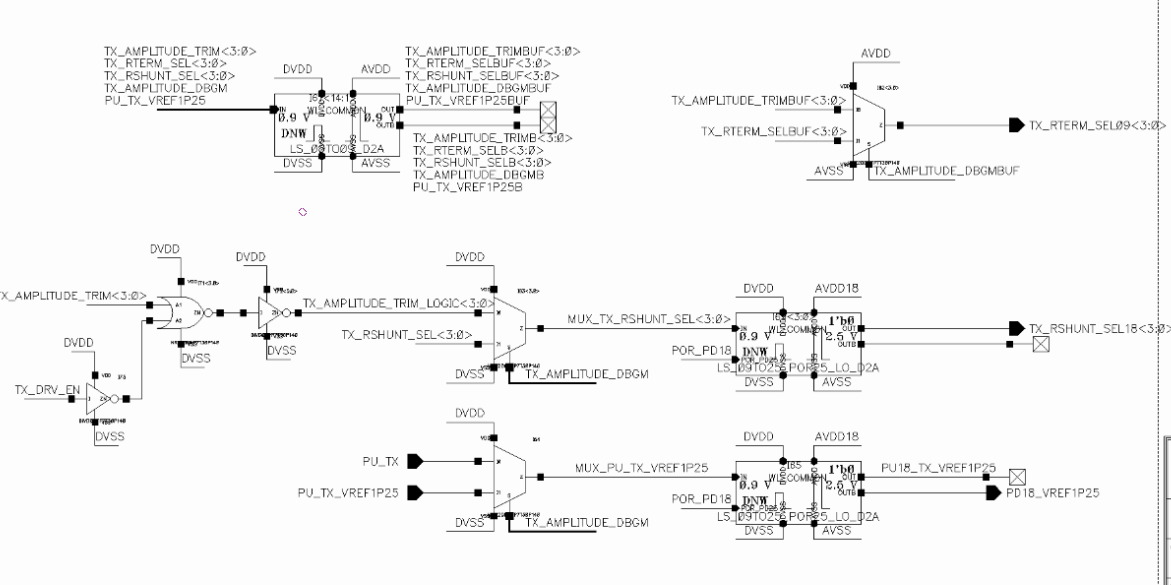 TX_AMPLITUDE_TRIM<3:0>
TX_RTERM_SEL<3:0>
TX_RSHUNT_SEL<3:0>
TX_AMPLITUDE_DBGM
PU_TX_VREF1P25
DVDD
AVDD
TX_AMPLITUDE_TRIMBUF<3:0>
TX_RTERM_SELBUF<3:0>
TX_RSHUNT_SELBUF<3:0>
TX_AMPLITUDE_DBGMBUF
PU_TX_VREF1P25BUF
IN
0.9 V
DNW
0.9 V
OUT
OUTB
DVSS
AVSS
TX_AMPLITUDE_TRIMB<3:0>
TX_RTERM_SELB<3:0>
TX_RSHUNT_SELB<3:0>
TX_AMPLITUDE_DBGMB
PU_TX_VREF1P25B
AVDD
TX_AMPLITUDE_TRIMBUF<3:0>
TX_RTERM_SELBUF<3:0>
TX_RTERM_SEL09<3:0>
AVSS
TX_AMPLITUDE_DBGMBUF
DVDD
DVDD
TX_AMPLITUDE_TRIM<3:0>
A1
A2
ZN
DVSS
DVSS
TX_AMPLITUDE_TRIM_LOGIC<3:0>
DVDD
TX_DRV_EN
DVSS
DVDD
TX_RSHUNT_SEL<3:0>
DVSS
TX_AMPLITUDE_DBGM
MUX_TX_RSHUNT_SEL<3:0>
POR_PD18
DVDD
AVDD18
IN
0.9 V
DNW
1'b0
2.5 V
OUT
OUTB
LS_09TO25_POR25_LO_D2A
DVSS
AVSS
TX_RSHUNT_SEL18<3:0>
DVDD
PU_TX
PU_TX_VREF1P25
DVSS
TX_AMPLITUDE_DBGM
MUX_PU_TX_VREF1P25
POR_PD18
DVDD
AVDD18
I65
IN
0.9 V
DNW
1'b0
2.5 V
OUT
OUTB
LS_09TO25_POR25_LO_D2A
DVSS
AVSS
PU18_TX_VREF1P25
PD18_VREF1P25